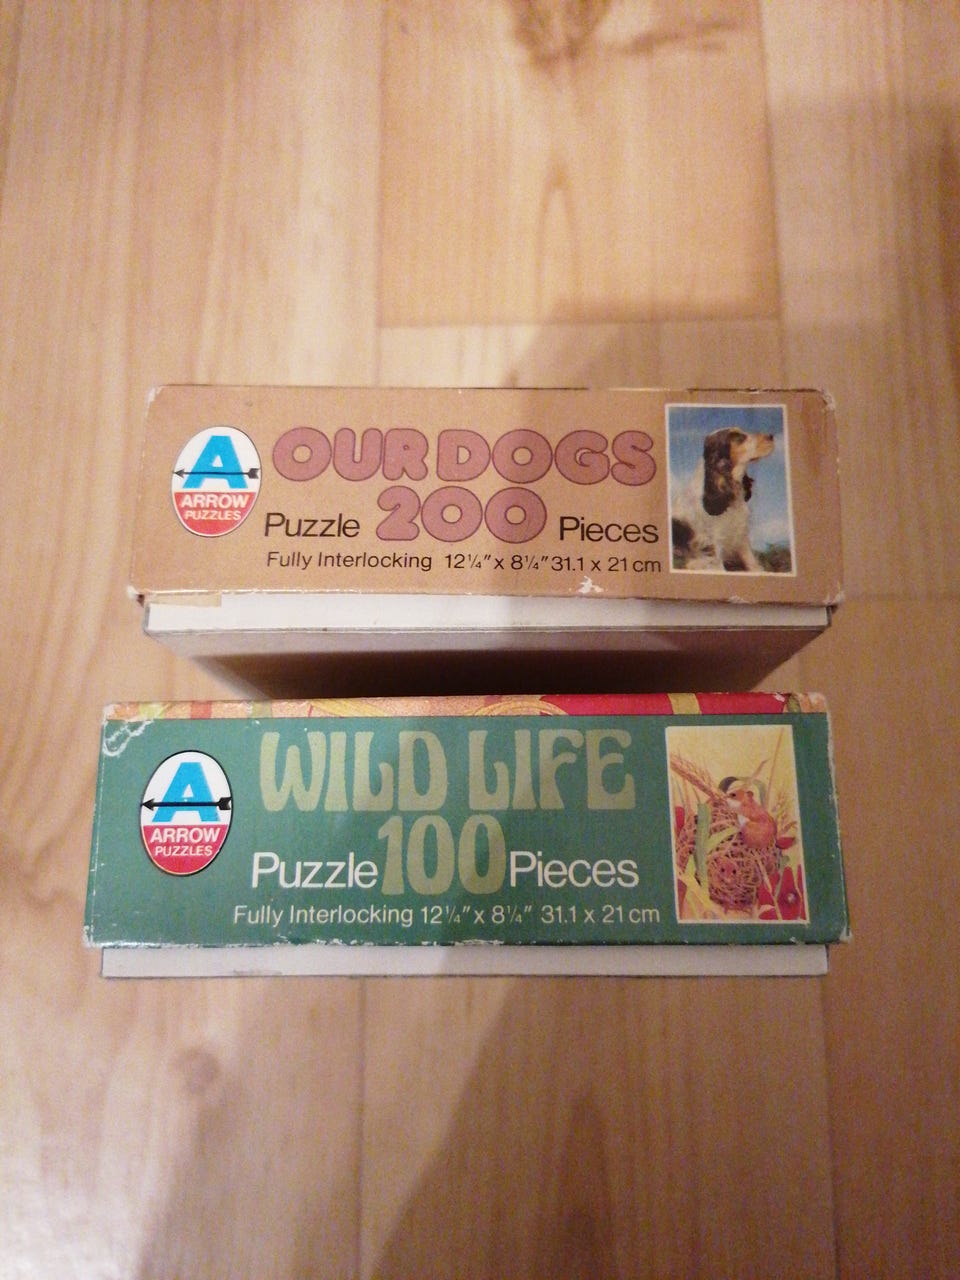 A
ARROW
PUZZLES
OUR DOGS
Puzzle 200 Pieces
Fully Interlocking 12¼" x 8¼" 31.1 x 21 cm
A
ARROW
PUZZLES
WILD LIFE
Puzzle 100 Pieces
Fully Interlocking 12¼" x 8¼" 31.1 x 21 cm